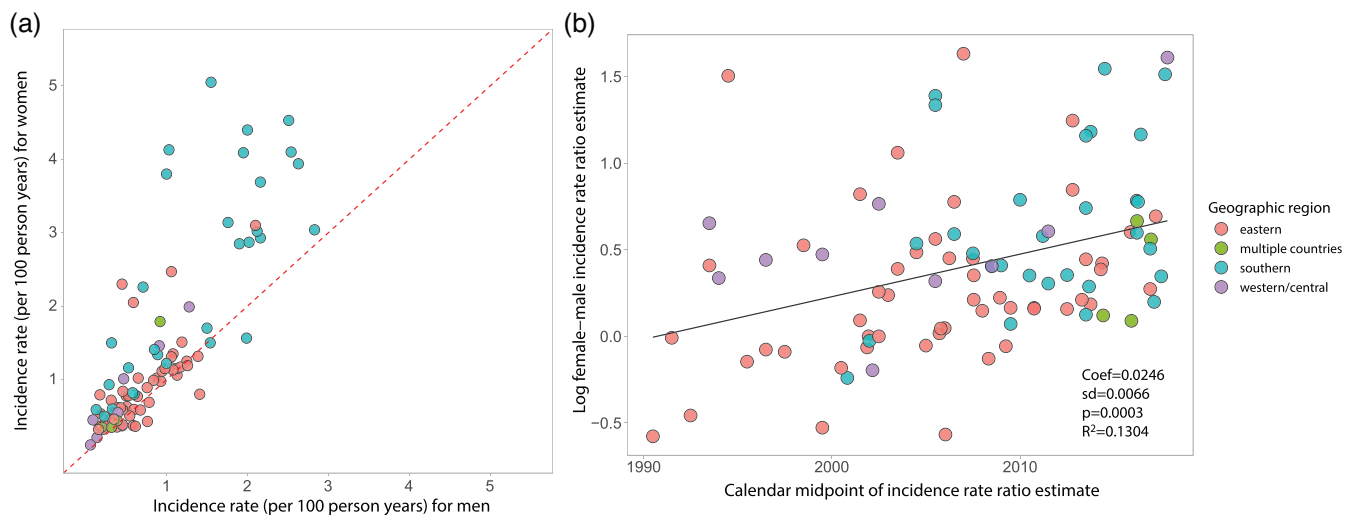 (a)
Incidence rate (per 100 person years) for women
5
4
3
2
1
1 2 3 4 5
Incidence rate (per 100 person years) for men
(b)
Log female−male incidence rate ratio estimate
1.5
1.0
0.5
0.0
−0.5
1990 2000 2010
Calendar midpoint of incidence rate ratio estimate
Coef=0.0246
sd=0.0066
p=0.0003
R²=0.1304
Geographic region
eastern
multiple countries
southern
western/central